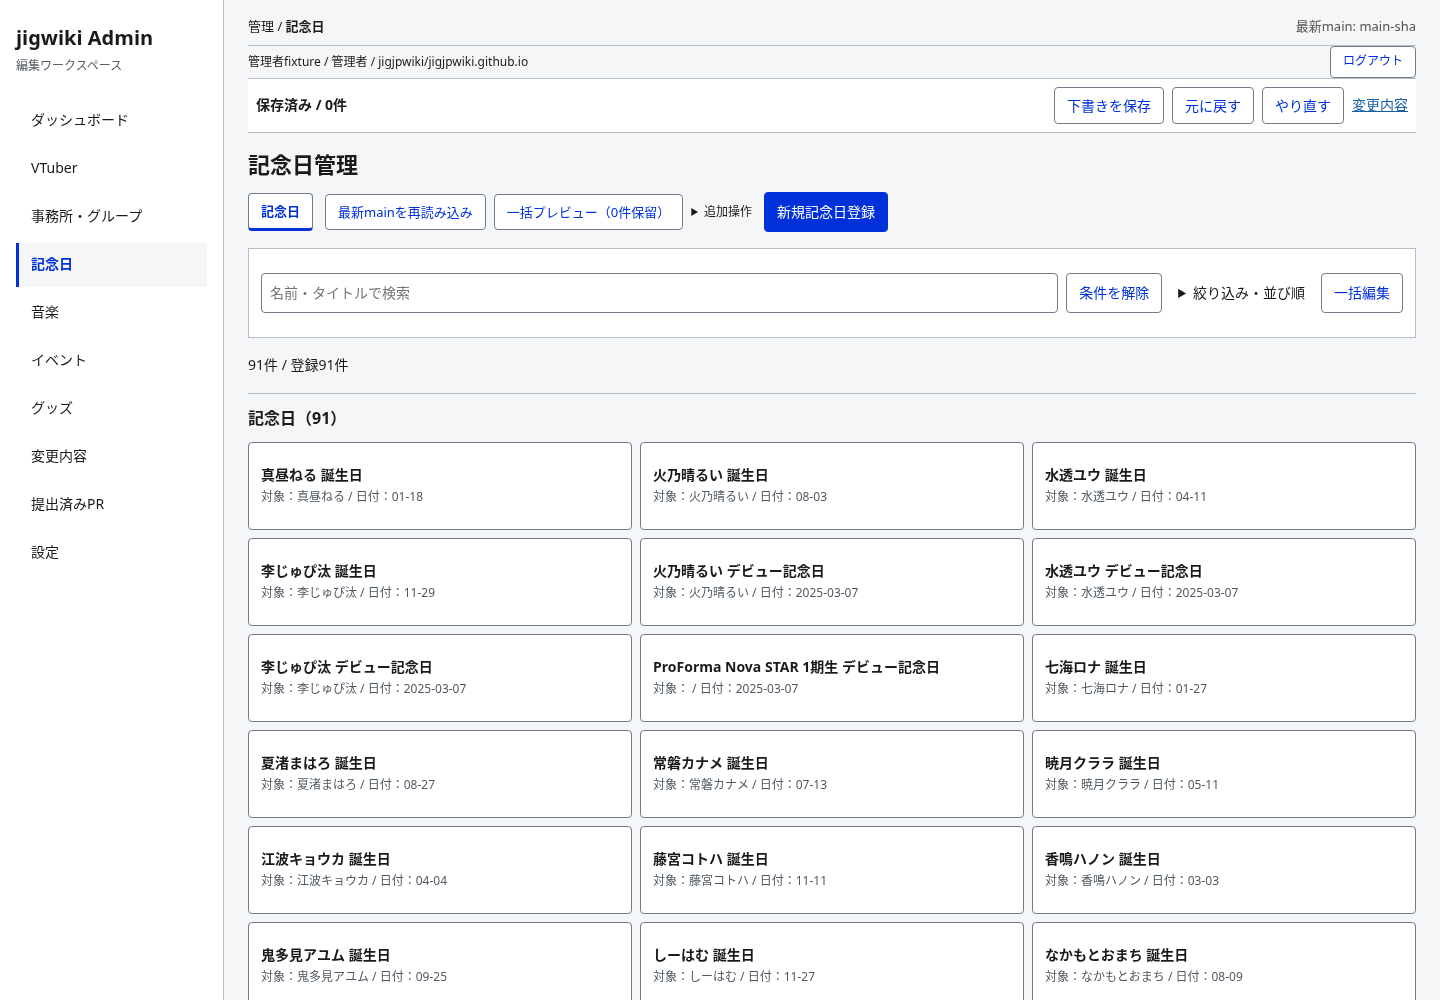 jigwiki Admin
編集ワークスペース
ダッシュボード
VTuber
事務所・グループ
記念日
音楽
イベント
グッズ
変更内容
提出済みPR
設定
管理 / 記念日
最新main: main-sha
管理者fixture / 管理者 / jigjpwiki/jigjpwiki.github.io
ログアウト
保存済み / 0件
下書きを保存
元に戻す
やり直す
変更内容
記念日管理
記念日
最新mainを再読み込み
一括プレビュー（0件保留）
▶ 追加操作
新規記念日登録
名前・タイトルで検索
条件を解除
▶ 絞り込み・並び順
一括編集
91件 / 登録91件
記念日（91）
真昼ねる 誕生日
対象：真昼ねる / 日付：01-18
火乃晴るい 誕生日
対象：火乃晴るい / 日付：08-03
水透ユウ 誕生日
対象：水透ユウ / 日付：04-11
李じゅぴ汰 誕生日
対象：李じゅぴ汰 / 日付：11-29
火乃晴るい デビュー記念日
対象：火乃晴るい / 日付：2025-03-07
水透ユウ デビュー記念日
対象：水透ユウ / 日付：2025-03-07
李じゅぴ汰 デビュー記念日
対象：李じゅぴ汰 / 日付：2025-03-07
ProForma Nova STAR 1期生 デビュー記念日
対象： / 日付：2025-03-07
七海ロナ 誕生日
対象：七海ロナ / 日付：01-27
夏渚まはろ 誕生日
対象：夏渚まはろ / 日付：08-27
常磐カナメ 誕生日
対象：常磐カナメ / 日付：07-13
暁月クララ 誕生日
対象：暁月クララ / 日付：05-11
江波キョウカ 誕生日
対象：江波キョウカ / 日付：04-04
藤宮コトハ 誕生日
対象：藤宮コトハ / 日付：11-11
香鳴ハノン 誕生日
対象：香鳴ハノン / 日付：03-03
鬼多見アユム 誕生日
対象：鬼多見アユム / 日付：09-25
しーはむ 誕生日
対象：しーはむ / 日付：11-27
なかもとおまち 誕生日
対象：なかもとおまち / 日付：08-09